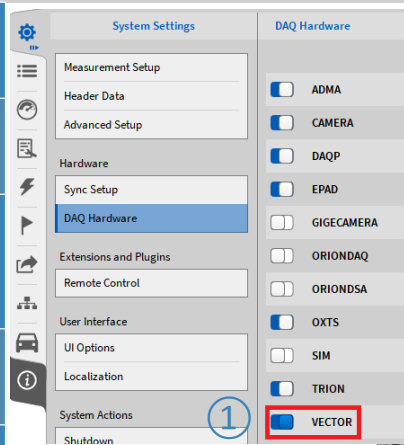 System Settings
Measurement Setup
Header Data
Advanced Setup
Hardware
Sync Setup
DAQ Hardware
Extensions and Plugins
Remote Control
User Interface
UI Options
Localization
System Actions
Shutdown
1
DAQ Hardware
ADMA
CAMERA
DAQP
EPAD
GIGECAMERA
ORIONDAQ
ORIONDSA
OXTS
SIM
TRION
VECTOR